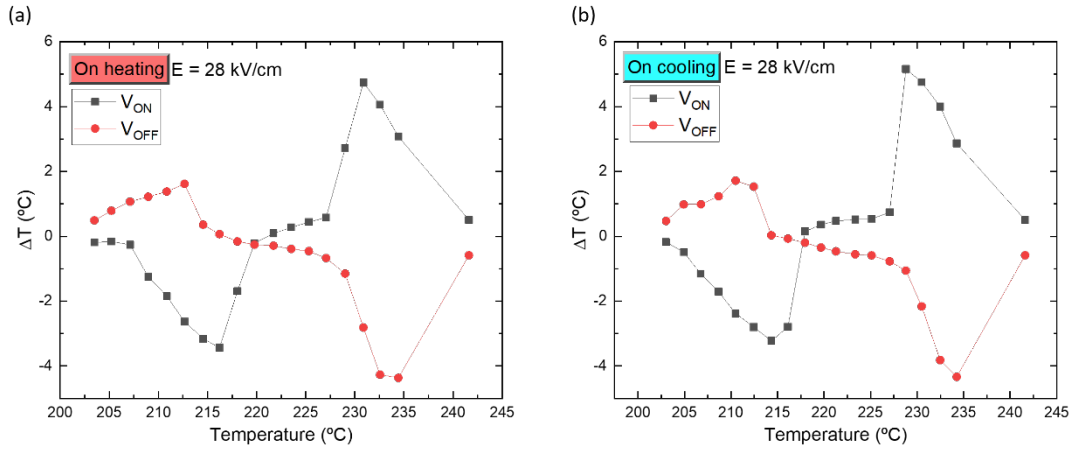 (a)
On heating E = 28 kV/cm
V_ON
V_OFF
6
4
2
0
-2
-4
ΔT (ºC)
200 205 210 215 220 225 230 235 240 245
Temperature (ºC)
(b)
On cooling E = 28 kV/cm
V_ON
V_OFF
6
4
2
0
-2
-4
ΔT (ºC)
200 205 210 215 220 225 230 235 240 245
Temperature (ºC)